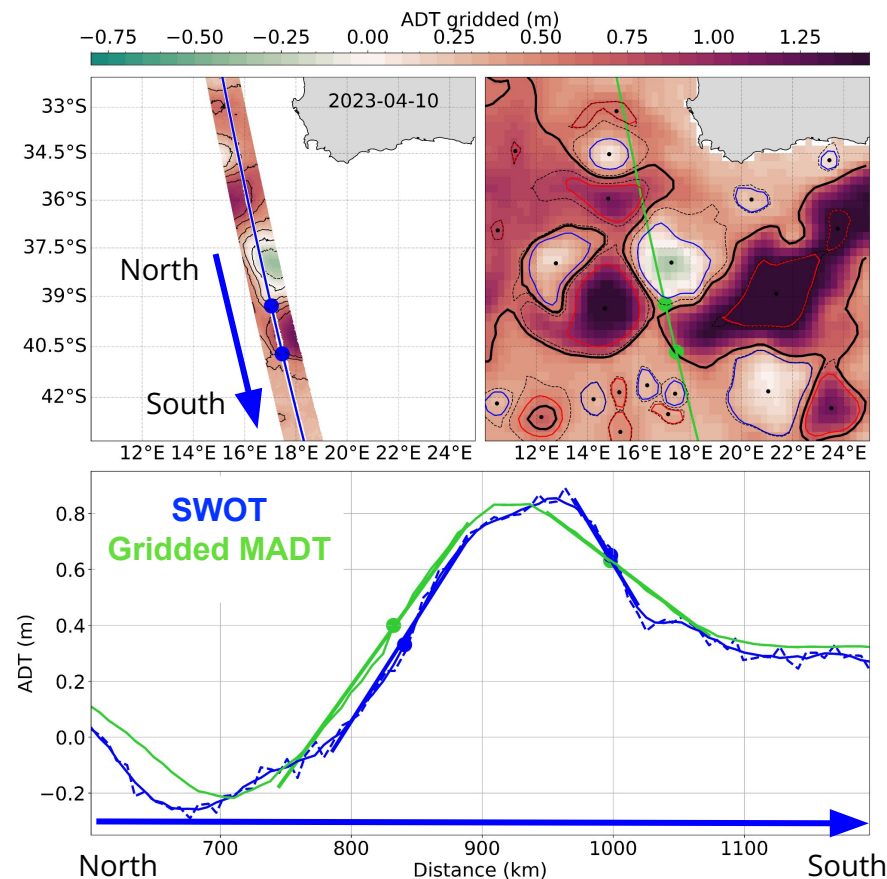 ADT gridded (m)
−0.75 −0.50 −0.25 0.00 0.25 0.50 0.75 1.00 1.25
2023-04-10
33°S
34.5°S
36°S
37.5°S
39°S
40.5°S
42°S
North
South
12°E 14°E 16°E 18°E 20°E 22°E 24°E
12°E 14°E 16°E 18°E 20°E 22°E 24°E
SWOT
Gridded MADT
ADT (m)
0.8
0.6
0.4
0.2
0.0
−0.2
700 800 900 1000 1100
North Distance (km) South